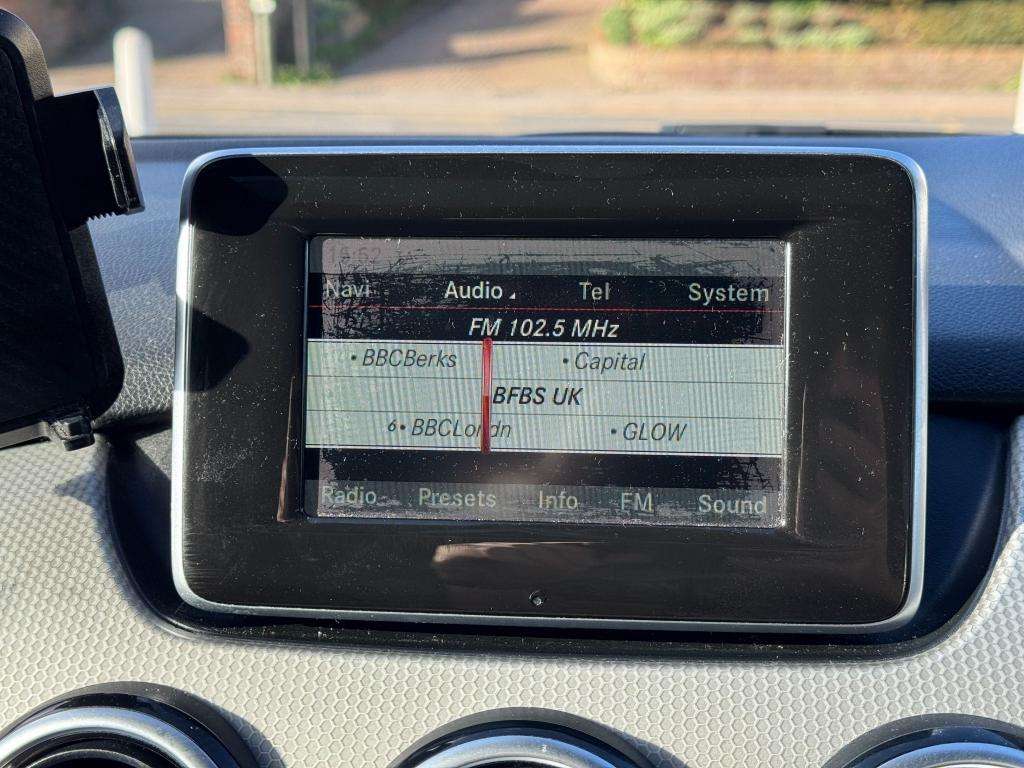 Navi Audio Tel System
FM 102.5 MHz
• BBCBerks • Capital
BFBS UK
6• BBCLondn • GLOW
Radio Presets Info FM Sound